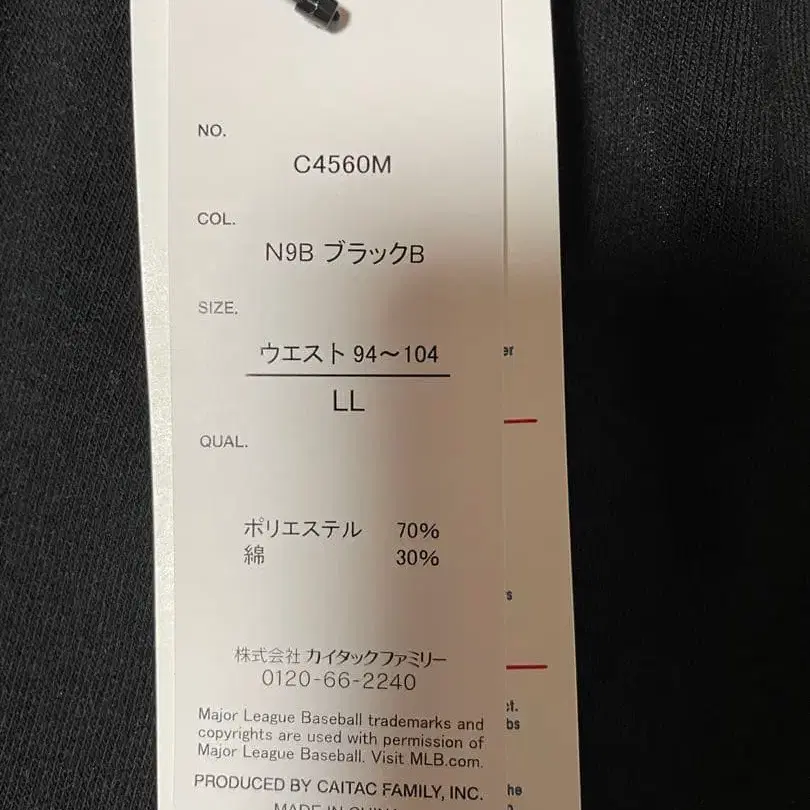 NO.
C4560M
COL.
N9B ブラックB
SIZE.
ウエスト 94～104
LL
QUAL.
ポリエステル 70%
綿 30%
株式会社 カイタックファミリー
0120-66-2240
Major League Baseball trademarks and
copyrights are used with permission of
Major League Baseball. Visit MLB.com.
PRODUCED BY CAITAC FAMILY, INC.
MADE IN CHINA